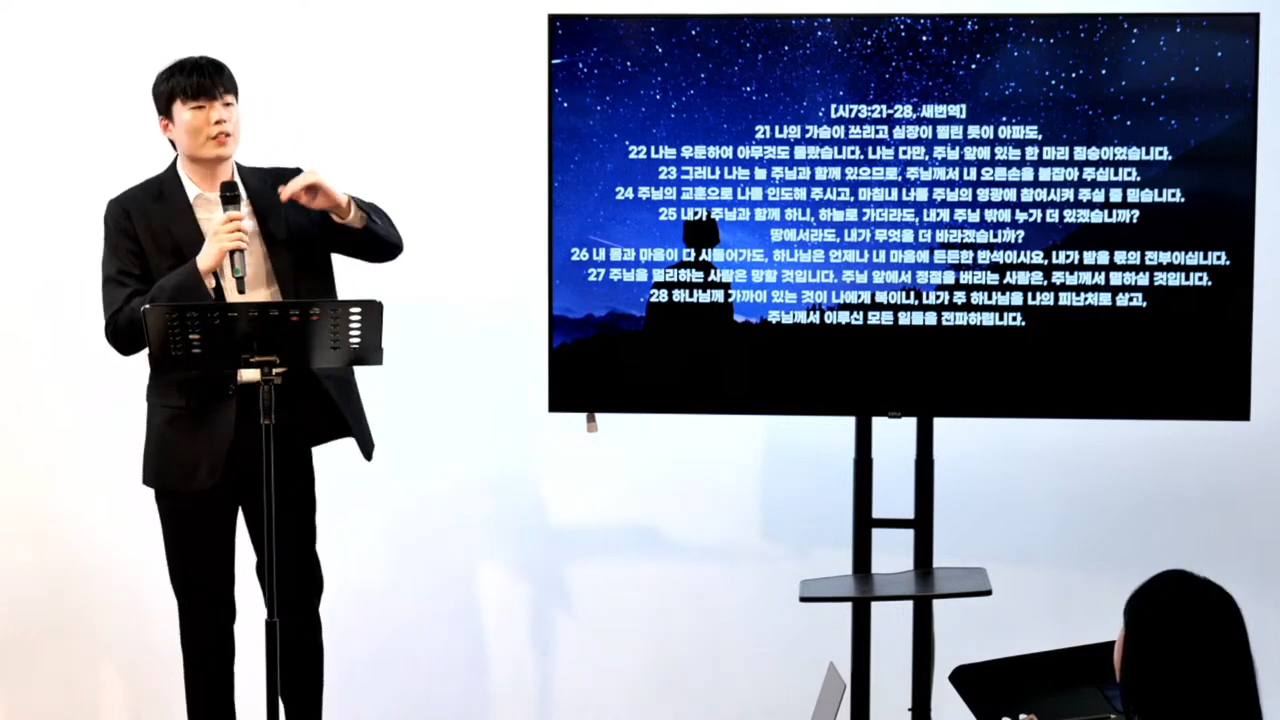 [시73:21-28, 새번역]
21 나의 가슴이 쓰리고 심장이 찔린 듯이 아파도,
22 나는 우둔하여 아무것도 몰랐습니다. 나는 다만, 주님 앞에 있는 한 마리 짐승이었습니다.
23 그러나 나는 늘 주님과 함께 있으므로, 주님께서 내 오른손을 붙잡아 주십니다.
24 주님의 교훈으로 나를 인도해 주시고, 마침내 나를 주님의 영광에 참여시켜 주실 줄 믿습니다.
25 내가 주님과 함께 하니, 하늘로 가더라도, 내게 주님 밖에 누가 더 있겠습니까?
땅에서라도, 내가 무엇을 더 바라겠습니까?
26 내 몸과 마음이 다 시들어가도, 하나님은 언제나 내 마음에 든든한 반석이시요, 내가 받을 몫의 전부이십니다.
27 주님을 멀리하는 사람은 망할 것입니다. 주님 앞에서 정절을 버리는 사람은, 주님께서 멸하실 것입니다.
28 하나님께 가까이 있는 것이 나에게 복이니, 내가 주 하나님을 나의 피난처로 삼고,
주님께서 이루신 모든 일들을 전파하렵니다.